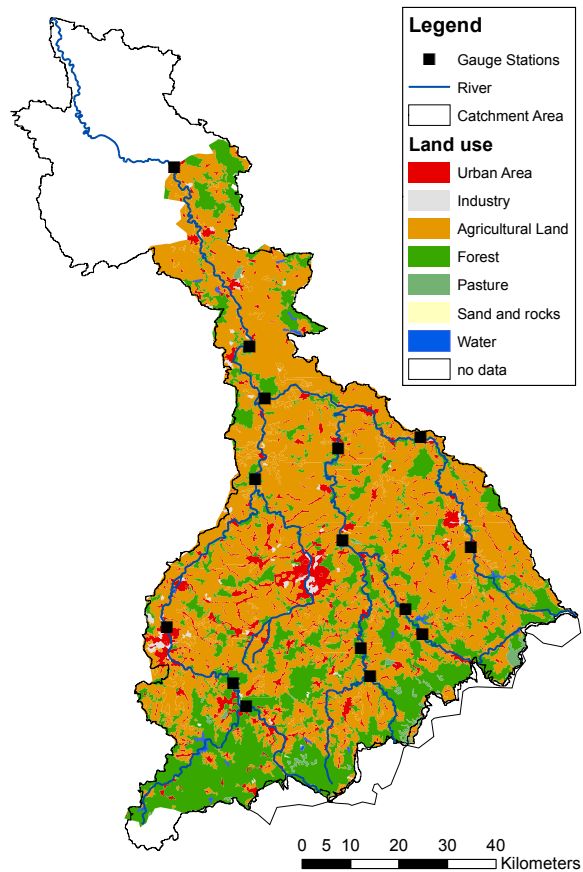 Legend
Gauge Stations
River
Catchment Area
Land use
Urban Area
Industry
Agricultural Land
Forest
Pasture
Sand and rocks
Water
no data
0 5 10 20 30 40
Kilometers